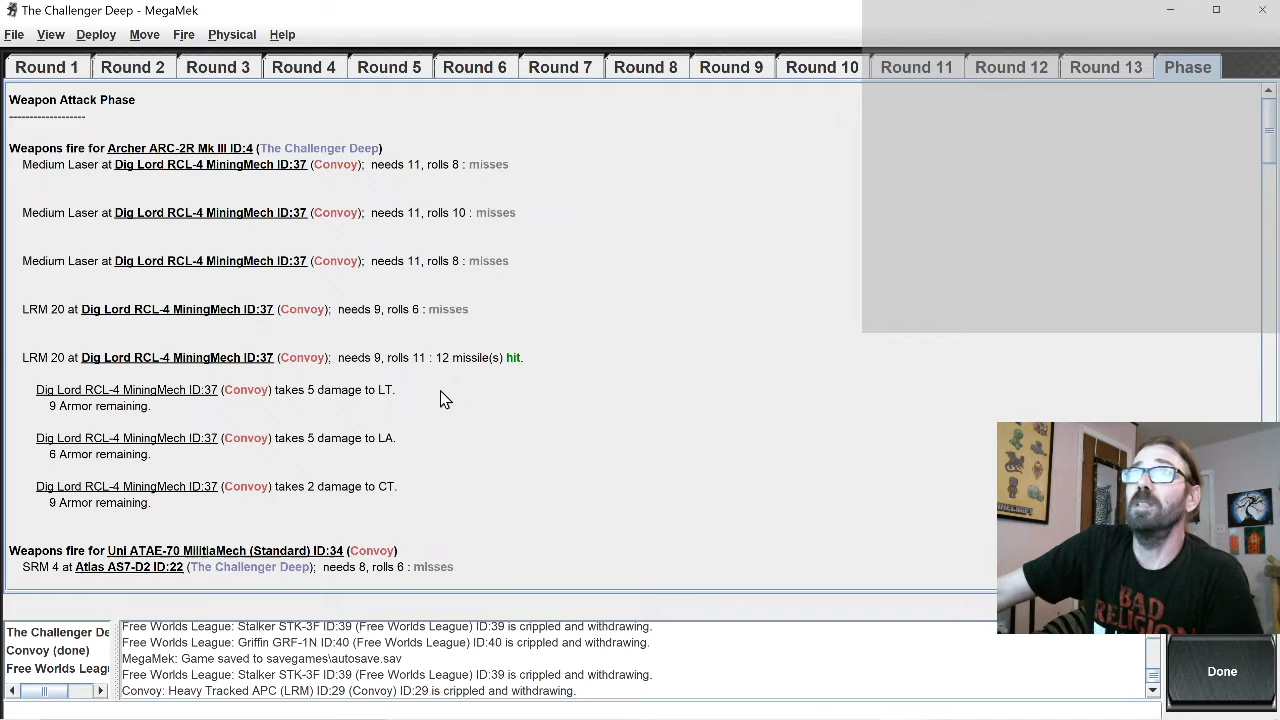 The Challenger Deep - MegaMek
File View Deploy Move Fire Physical Help
Round 1 Round 2 Round 3 Round 4 Round 5 Round 6 Round 7 Round 8 Round 9 Round 10 Round 11 Round 12 Round 13 Phase
Weapon Attack Phase
-------------------
Weapons fire for Archer ARC-2R Mk III ID:4 (The Challenger Deep)
Medium Laser at Dig Lord RCL-4 MiningMech ID:37 (Convoy); needs 11, rolls 8 : misses
Medium Laser at Dig Lord RCL-4 MiningMech ID:37 (Convoy); needs 11, rolls 10 : misses
Medium Laser at Dig Lord RCL-4 MiningMech ID:37 (Convoy); needs 11, rolls 8 : misses
LRM 20 at Dig Lord RCL-4 MiningMech ID:37 (Convoy); needs 9, rolls 6 : misses
LRM 20 at Dig Lord RCL-4 MiningMech ID:37 (Convoy); needs 9, rolls 11 : 12 missile(s) hit.
Dig Lord RCL-4 MiningMech ID:37 (Convoy) takes 5 damage to LT.
9 Armor remaining.
Dig Lord RCL-4 MiningMech ID:37 (Convoy) takes 5 damage to LA.
6 Armor remaining.
Dig Lord RCL-4 MiningMech ID:37 (Convoy) takes 2 damage to CT.
9 Armor remaining.
Weapons fire for Uni ATAE-70 MilitiaMech (Standard) ID:34 (Convoy)
SRM 4 at Atlas AS7-D2 ID:22 (The Challenger Deep); needs 8, rolls 6 : misses
MINECRAFT
BAD
RELIGION
The Challenger De
Convoy (done)
Free Worlds Leag
Free Worlds League: Stalker STK-3F ID:39 (Free Worlds League) ID:39 is crippled and withdrawing.
Free Worlds League: Griffin GRF-1N ID:40 (Free Worlds League) ID:40 is crippled and withdrawing.
MegaMek: Game saved to savegames\autosave.sav
Free Worlds League: Stalker STK-3F ID:39 (Free Worlds League) ID:39 is crippled and withdrawing.
Convoy: Heavy Tracked APC (LRM) ID:29 (Convoy) ID:29 is crippled and withdrawing.
Done